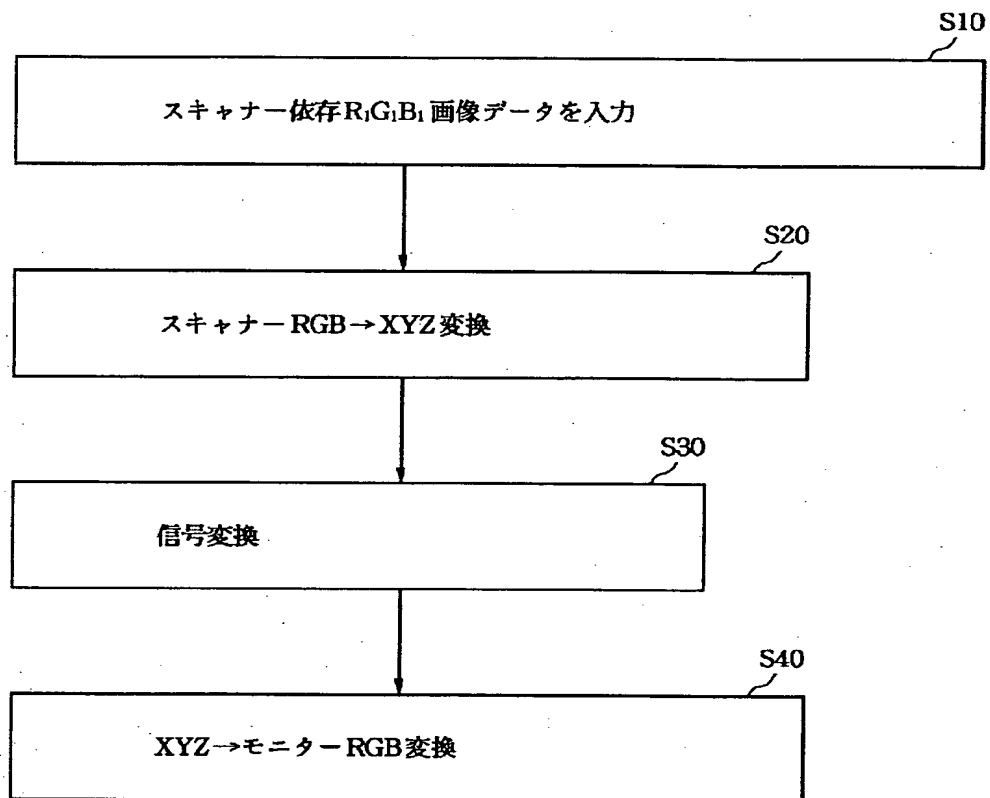 S10
スキャナー依存R₁G₁B₁画像データを入力
S20
スキャナーRGB→XYZ変換
S30
信号変換
S40
XYZ→モニターRGB変換